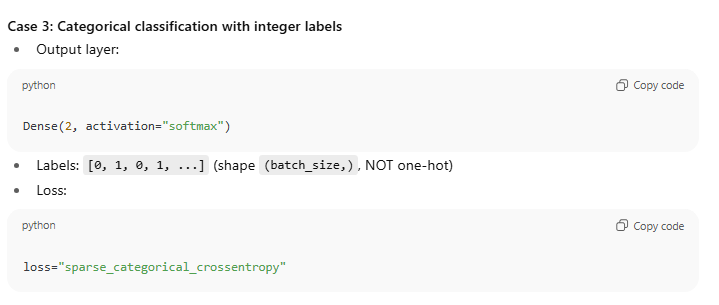 Case 3: Categorical classification with integer labels
• Output layer:
python
Copy code
Dense(2, activation="softmax")
• Labels: [0, 1, 0, 1, ...] (shape (batch_size,), NOT one-hot)
• Loss:
python
Copy code
loss="sparse_categorical_crossentropy"